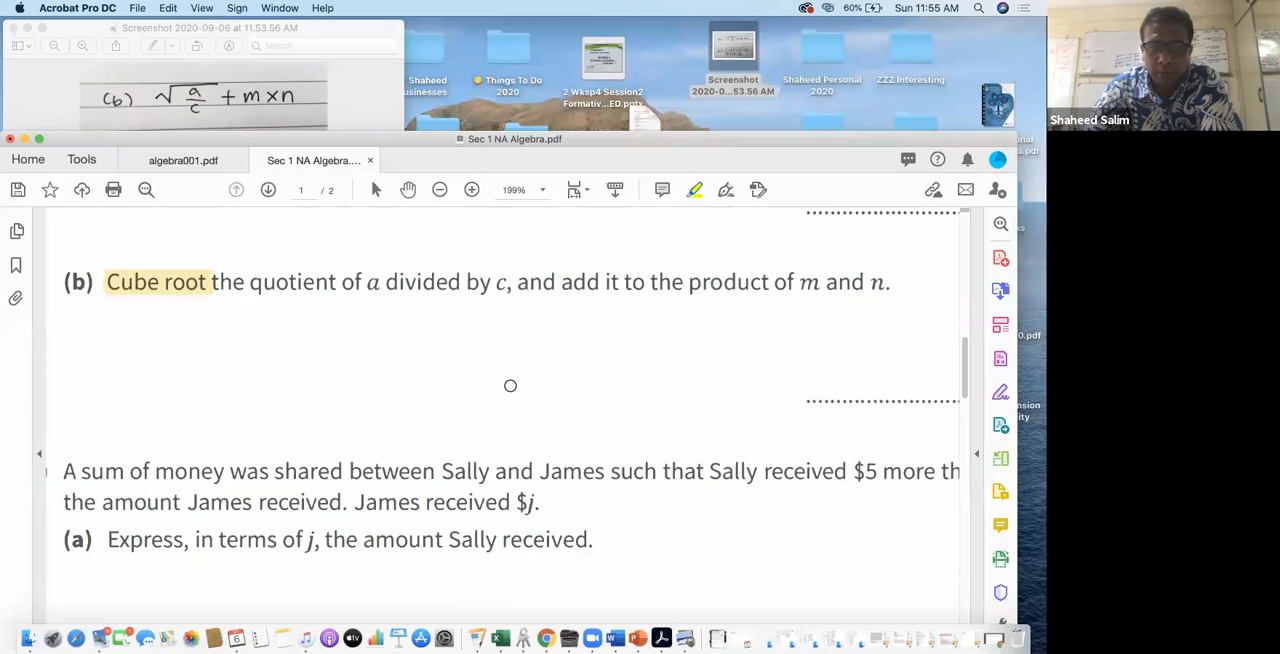 Acrobat Pro DC File Edit View Sign Window Help 60% Sun 11:55 AM
Screenshot 2020-09-06 at 11.53.56 AM
Search
(b) √a/c + m × n
Shaheed
usinesses
Things To Do
2020
2 Wksp4 Session2
Formativ...ED.pptx
Screenshot
2020-0...53.56 AM
Shaheed Personal
2020
ZZZ Interesting
Shaheed Salim
Sec 1 NA Algebra.pdf
Home Tools algebra001.pdf Sec 1 NA Algebra.... ×
1 / 2 199%
(b) Cube root the quotient of a divided by c, and add it to the product of m and n.
A sum of money was shared between Sally and James such that Sally received $5 more th
the amount James received. James received $j.
(a) Express, in terms of j, the amount Sally received.